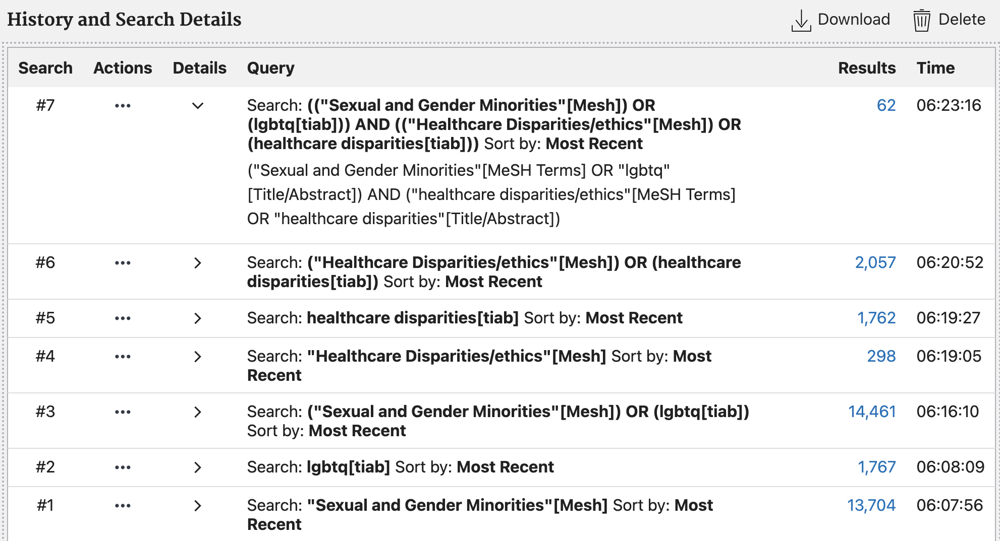 History and Search Details
Download
Delete
Search Actions Details Query Results Time
#7 ••• Search: (("Sexual and Gender Minorities"[Mesh]) OR 62 06:23:16
(lgbtq[tiab])) AND (("Healthcare Disparities/ethics"[Mesh]) OR
(healthcare disparities[tiab])) Sort by: Most Recent
("Sexual and Gender Minorities"[MeSH Terms] OR "lgbtq"
[Title/Abstract]) AND ("healthcare disparities/ethics"[MeSH Terms]
OR "healthcare disparities"[Title/Abstract])
#6 ••• Search: ("Healthcare Disparities/ethics"[Mesh]) OR (healthcare 2,057 06:20:52
disparities[tiab]) Sort by: Most Recent
#5 ••• Search: healthcare disparities[tiab] Sort by: Most Recent 1,762 06:19:27
#4 ••• Search: "Healthcare Disparities/ethics"[Mesh] Sort by: Most 298 06:19:05
Recent
#3 ••• Search: ("Sexual and Gender Minorities"[Mesh]) OR (lgbtq[tiab]) 14,461 06:16:10
Sort by: Most Recent
#2 ••• Search: lgbtq[tiab] Sort by: Most Recent 1,767 06:08:09
#1 ••• Search: "Sexual and Gender Minorities"[Mesh] Sort by: Most 13,704 06:07:56
Recent